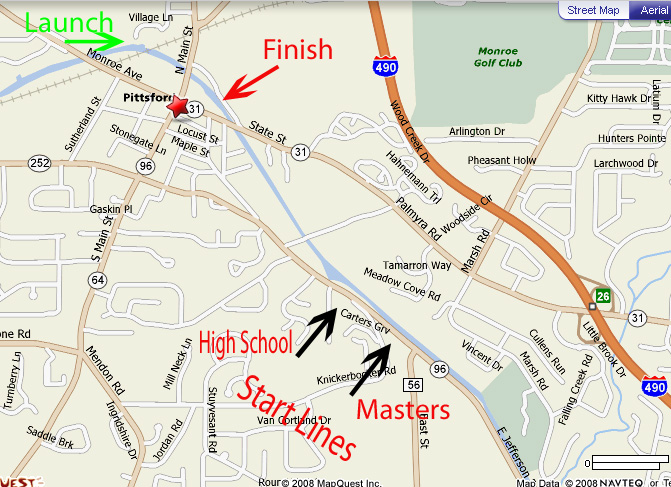 Street Map
Aerial
Launch
Village Ln
N Main St
Monroe Ave
Finish
490
Monroe
Golf Club
Latium Dr
Kitty Hawk Dr
Pittsford
31
Sutherland St
Stonegate Ln
Locust St
Maple St
State St
31
Wood Creek Dr
Arlington Dr
Hunters Pointe
252
96
Hahnemann Trl
Pheasant Holw
Larchwood Dr
Gaskin Pl
S Main St
Palmyra Rd
Woodside Cir
Marsh Rd
64
Tamarron Way
Meadow Cove Rd
26
31
High School
Carters Grv
Little Brook Dr
one Rd
Mendon Rd
Mill Neck Ln
Vincent Dr
Cullens Run
Turnberry Ln
Knickerbocker Rd
96
56
Marsh Rd
Falling Creek Rd
490
Start Lines
Masters
Stuyvesant Rd
Van Cortland Dr
East St
Ingridshire Dr
Jordan Rd
Saddle Brk
E Jefferson
0
UEST
© 2008 MapQuest Inc.
Map Data © 2008 NAVTEQ or Te